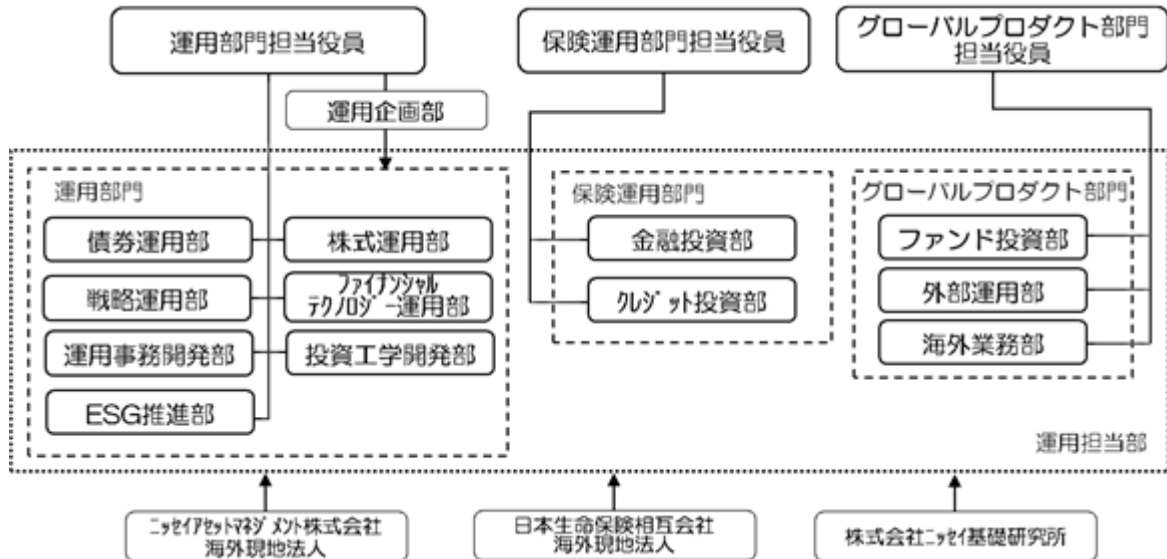 運用部門担当役員
保険運用部門担当役員
グローバルプロダクト部門
担当役員
運用企画部
運用部門
債券運用部
株式運用部
戦略運用部
ファイナンシャル
テクノロジー運用部
運用事務開発部
投資工学開発部
ESG推進部
保険運用部門
金融投資部
クレジット投資部
グローバルプロダクト部門
ファンド投資部
外部運用部
海外業務部
運用担当部
ニッセイアセットマネジメント株式会社
海外現地法人
日本生命保険相互会社
海外現地法人
株式会社ニッセイ基礎研究所